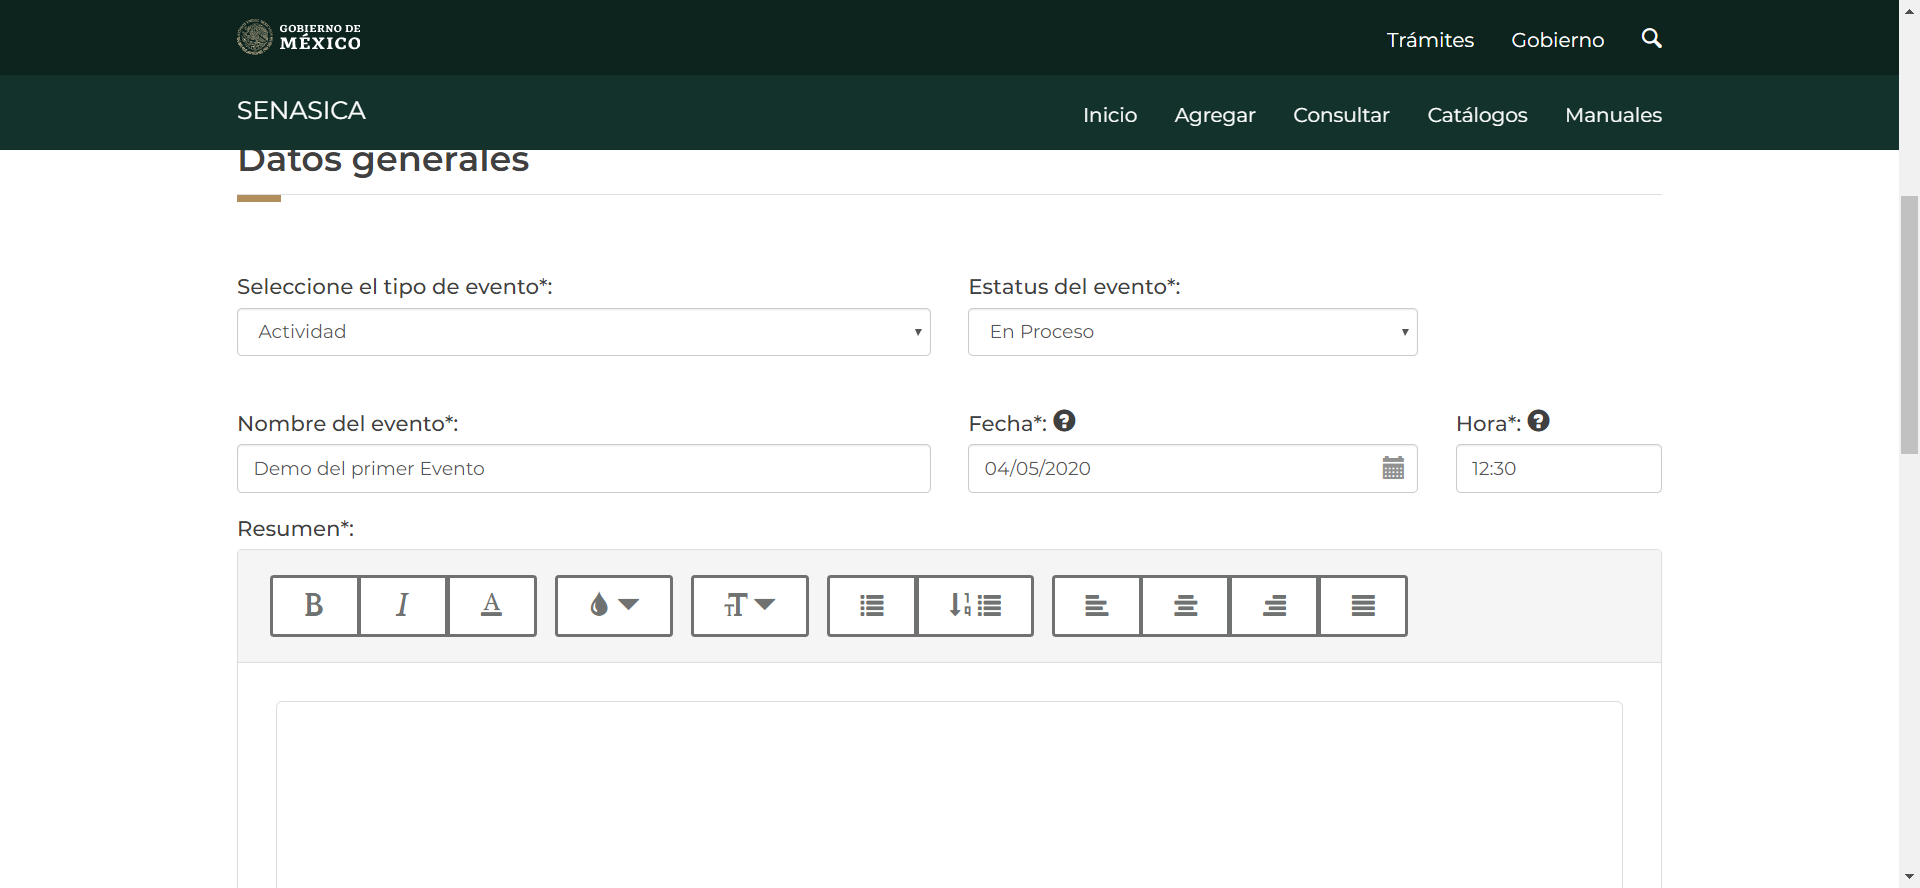 GOBIERNO DE
MÉXICO
Trámites Gobierno
SENASICA
Inicio Agregar Consultar Catálogos Manuales
Datos generales
Seleccione el tipo de evento*: Estatus del evento*:
Actividad En Proceso
Nombre del evento*: Fecha*: Hora*:
Demo del primer Evento 04/05/2020 12:30
Resumen*: